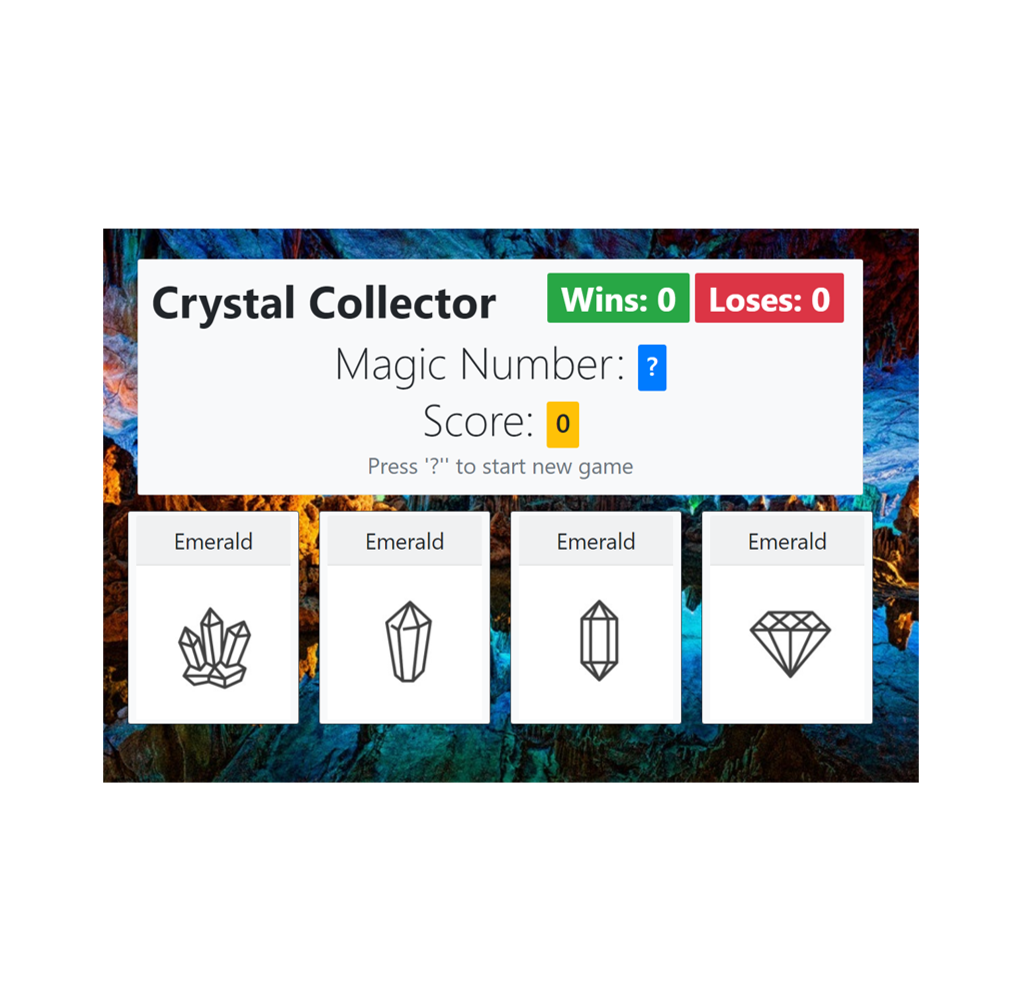 Crystal Collector Wins: 0 Loses: 0
Magic Number: ?
Score: 0
Press '?'' to start new game
Emerald Emerald Emerald Emerald